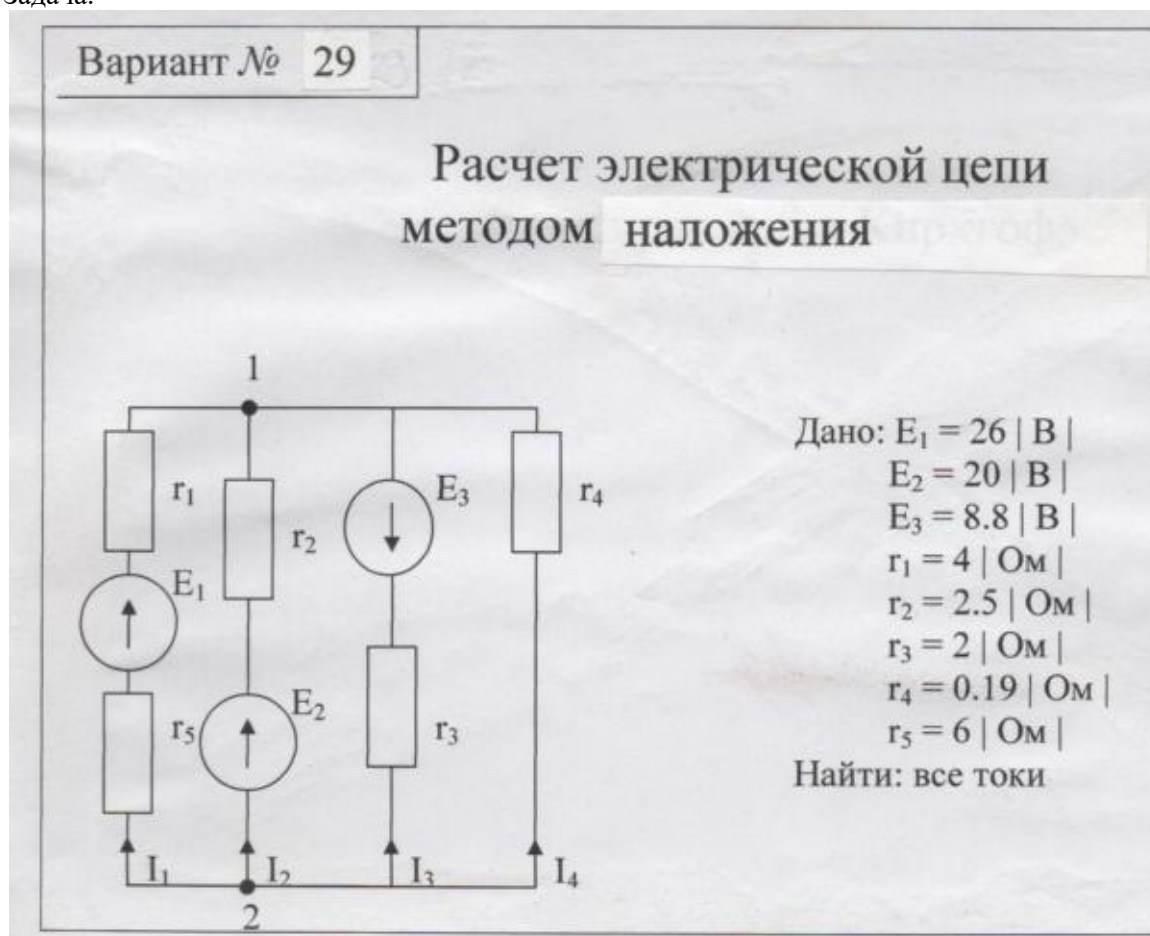 Задача:
Вариант № 29
Расчет электрической цепи
методом наложения
1
r₁
E₁
r₅
r₂
E₂
E₃
r₃
r₄
I₁
I₂
I₃
I₄
2
Дано: E₁ = 26 | В |
E₂ = 20 | В |
E₃ = 8.8 | В |
r₁ = 4 | Ом |
r₂ = 2.5 | Ом |
r₃ = 2 | Ом |
r₄ = 0.19 | Ом |
r₅ = 6 | Ом |
Найти: все токи